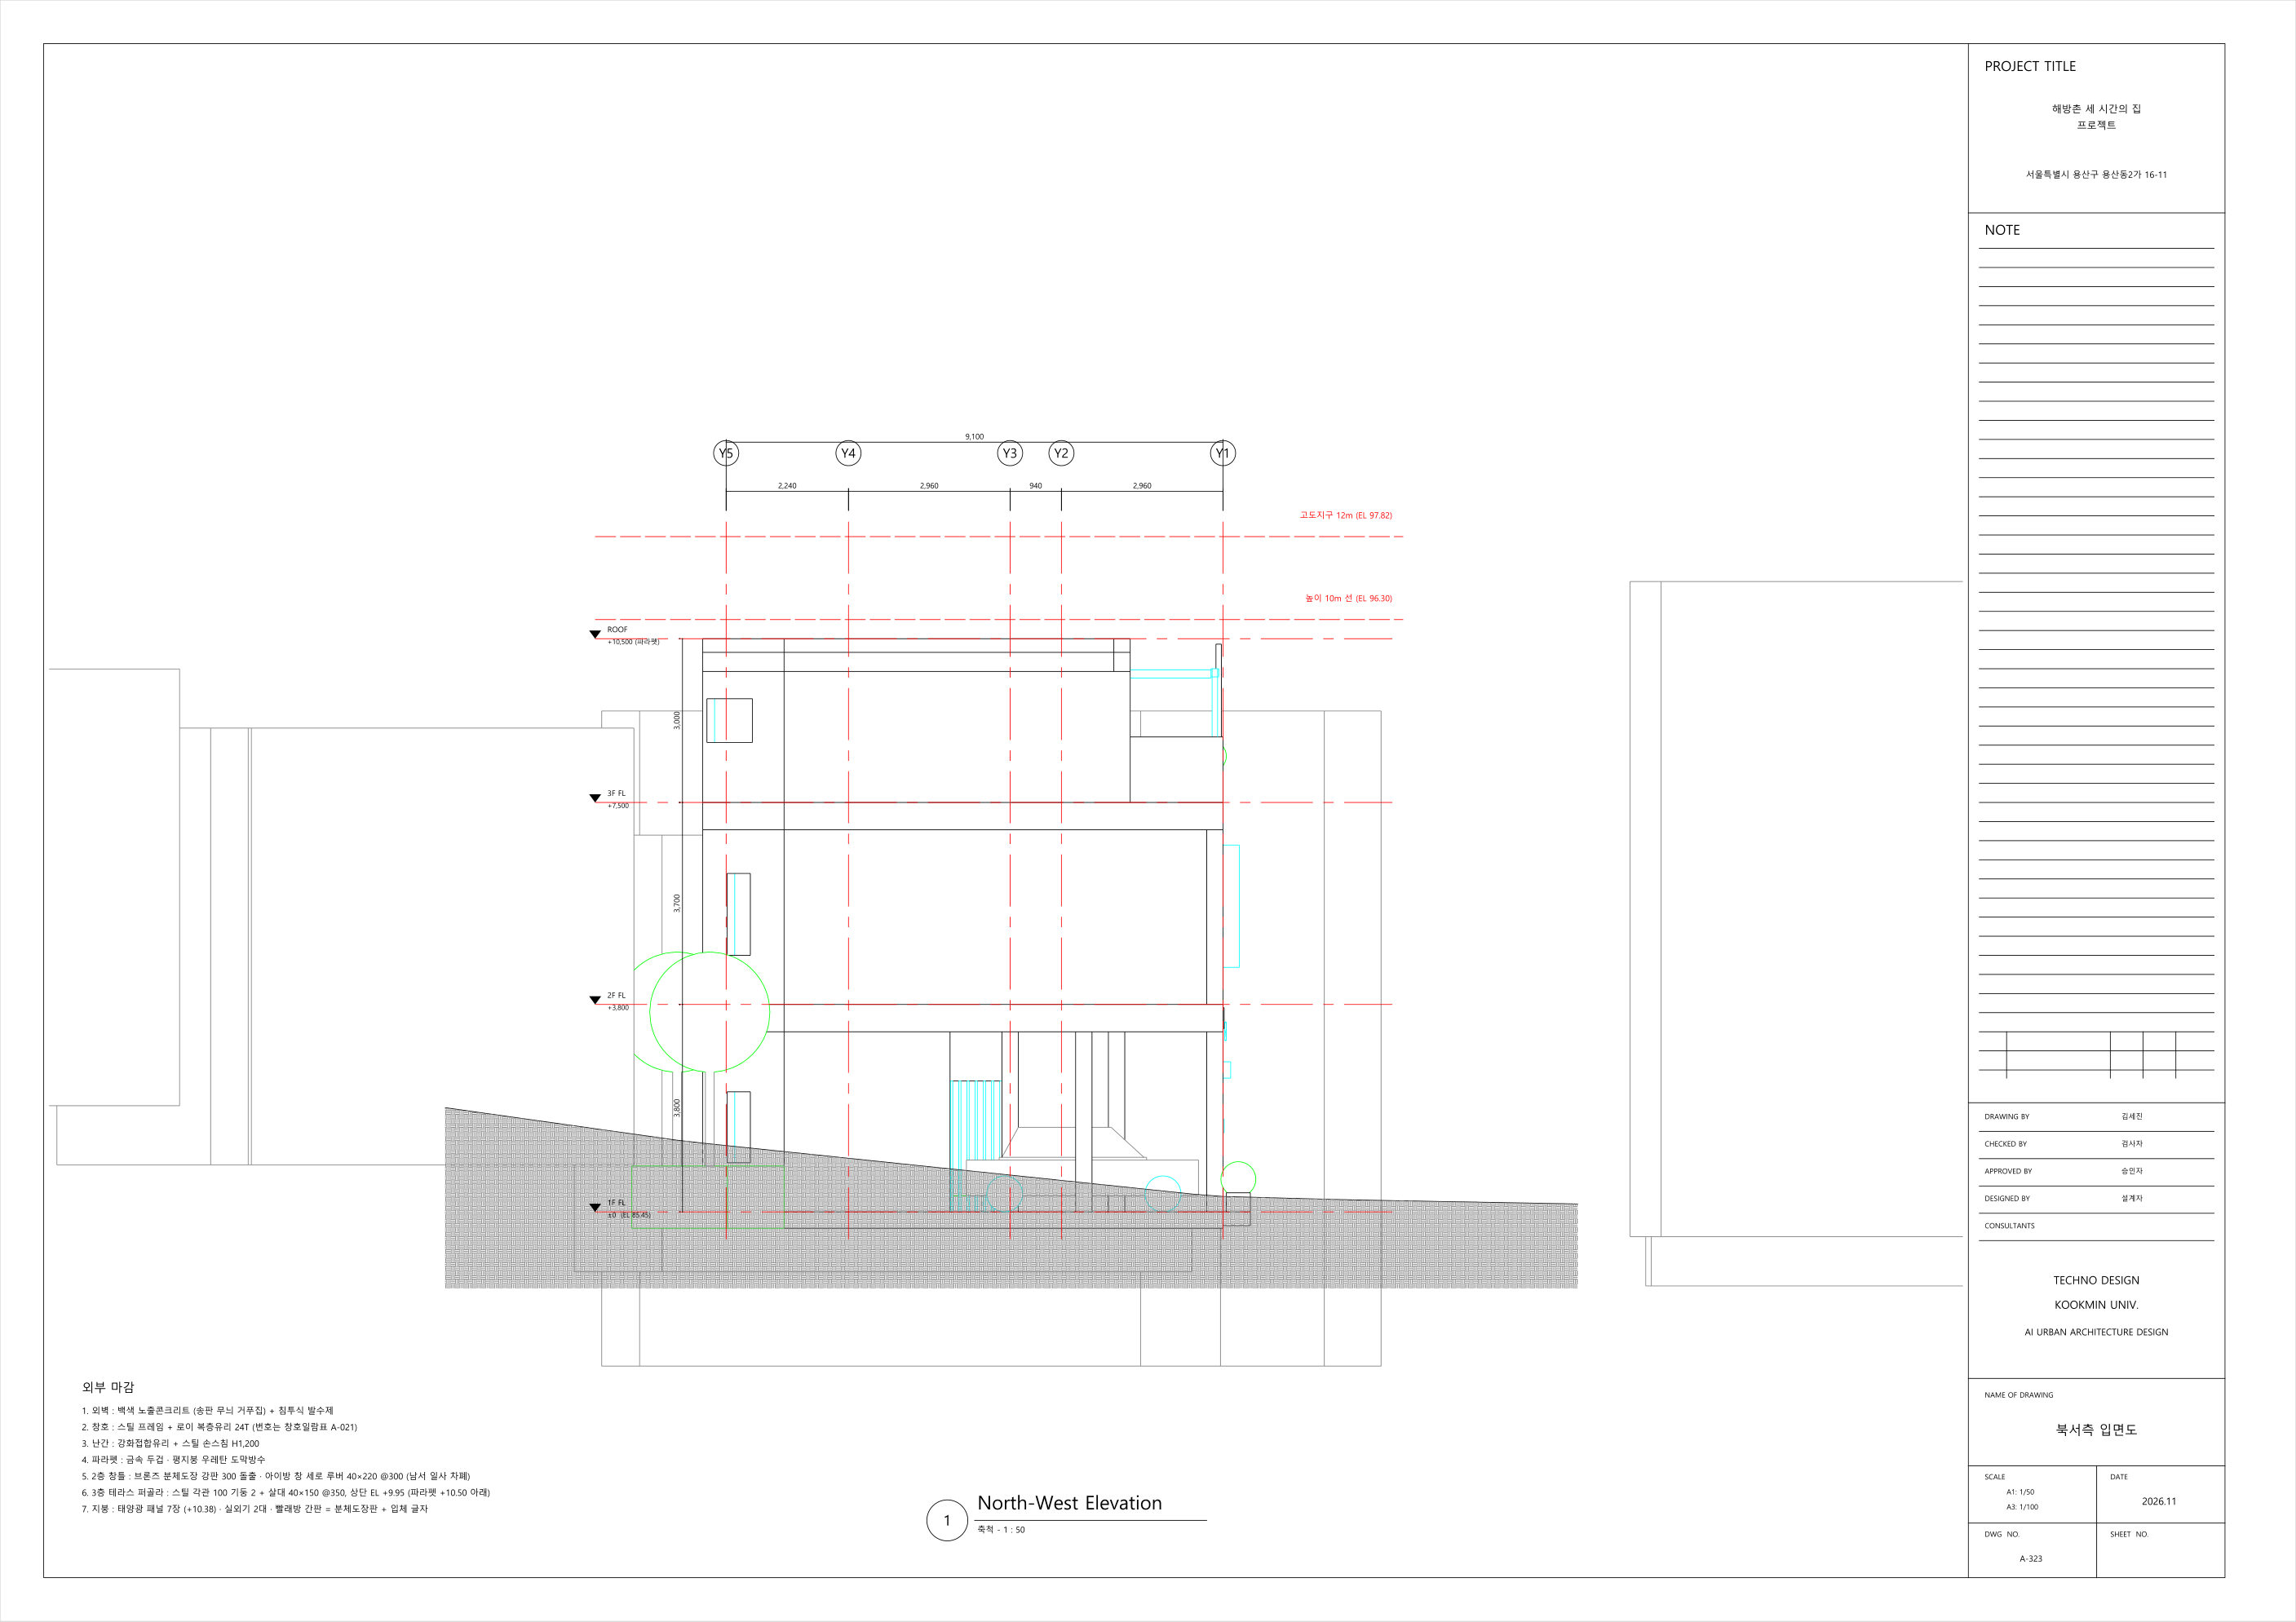 PROJECT TITLE
해방촌 세 시간의 집
프로젝트
서울특별시 용산구 용산동2가 16-11
NOTE
9,100
Y5
Y4
Y3
Y2
Y1
2,240
2,960
940
2,960
고도지구 12m (EL 97.82)
높이 10m 선 (EL 96.30)
ROOF
+10,500 (파라펫)
3,000
3F FL
+7,500
3,700
2F FL
+3,800
3,800
1F FL
±0 (EL 85.45)
DRAWING BY 김세진
CHECKED BY 검사자
APPROVED BY 승인자
DESIGNED BY 설계자
CONSULTANTS
TECHNO DESIGN
KOOKMIN UNIV.
AI URBAN ARCHITECTURE DESIGN
외부 마감
1. 외벽 : 백색 노출콘크리트 (송판 무늬 거푸집) + 침투식 발수제
2. 창호 : 스틸 프레임 + 로이 복층유리 24T (번호는 창호일람표 A-021)
3. 난간 : 강화접합유리 + 스틸 손스침 H1,200
4. 파라펫 : 금속 두겁 · 평지붕 우레탄 도막방수
5. 2층 창틀 : 브론즈 분체도장 강판 300 돌출 · 아이방 창 세로 루버 40×220 @300 (남서 일사 차폐)
6. 3층 테라스 퍼골라 : 스틸 각관 100 기둥 2 + 살대 40×150 @350, 상단 EL +9.95 (파라펫 +10.50 아래)
7. 지붕 : 태양광 패널 7장 (+10.38) · 실외기 2대 · 빨래방 간판 = 분체도장판 + 입체 글자
1
North-West Elevation
축척 - 1 : 50
NAME OF DRAWING
북서측 입면도
SCALE
A1: 1/50
A3: 1/100
DATE
2026.11
DWG NO.
A-323
SHEET NO.